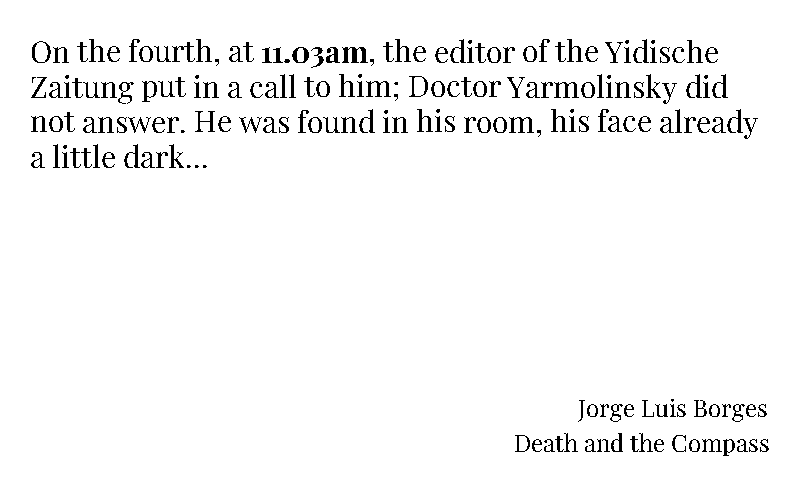 On the fourth, at 11.03am, the editor of the Yidische
Zaitung put in a call to him; Doctor Yarmolinsky did
not answer. He was found in his room, his face already
a little dark...
Jorge Luis Borges
Death and the Compass